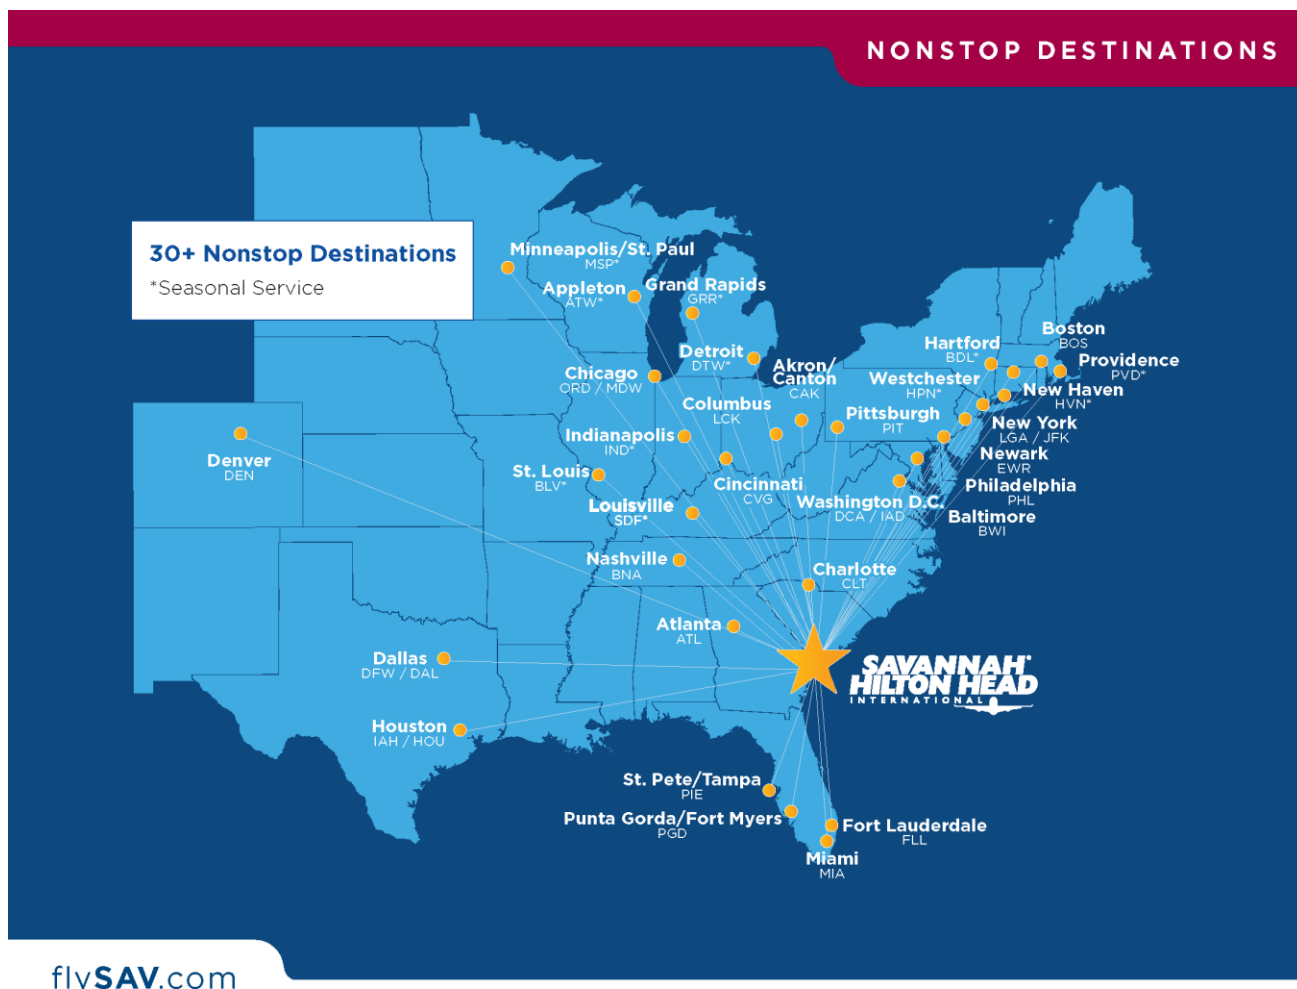 NONSTOP DESTINATIONS
30+ Nonstop Destinations
*Seasonal Service
Minneapolis/St. Paul
MSP*
Appleton
ATW*
Grand Rapids
GRR*
Detroit
DTW*
Chicago
ORD / MDW
Akron/
Canton
CAK
Columbus
LCK
Indianapolis
IND*
St. Louis
BLV*
Cincinnati
CVG
Louisville
SDF*
Nashville
BNA
Pittsburgh
PIT
Hartford
BDL*
Westchester
HPN*
Boston
BOS
Providence
PVD*
New Haven
HVN*
New York
LGA / JFK
Newark
EWR
Philadelphia
PHL
Washington D.C.
DCA / IAD
Baltimore
BWI
Denver
DEN
Charlotte
CLT
Atlanta
ATL
Dallas
DFW / DAL
Houston
IAH / HOU
SAVANNAH
HILTON HEAD
INTERNATIONAL
St. Pete/Tampa
PIE
Punta Gorda/Fort Myers
PGD
Fort Lauderdale
FLL
Miami
MIA
flySAV.com